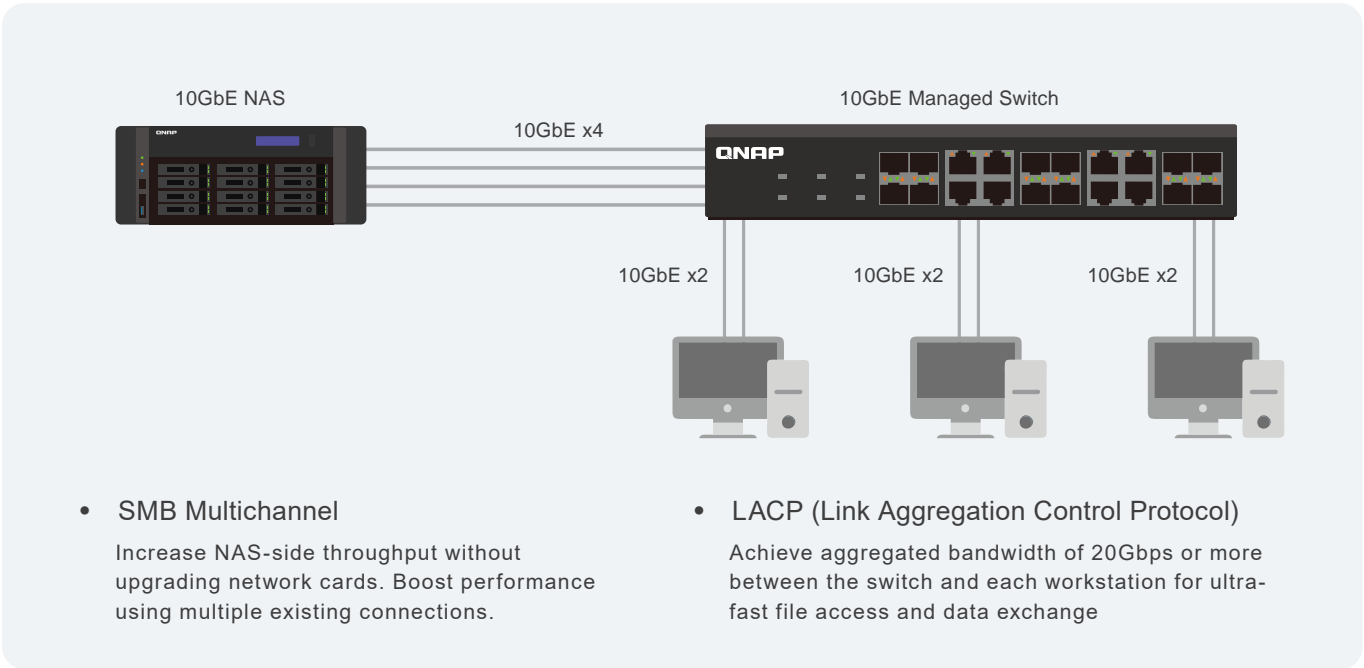 10GbE NAS
10GbE Managed Switch
10GbE x4
QNAP
QNAP
10GbE x2
10GbE x2
10GbE x2
• SMB Multichannel
Increase NAS-side throughput without
upgrading network cards. Boost performance
using multiple existing connections.
• LACP (Link Aggregation Control Protocol)
Achieve aggregated bandwidth of 20Gbps or more
between the switch and each workstation for ultra-
fast file access and data exchange